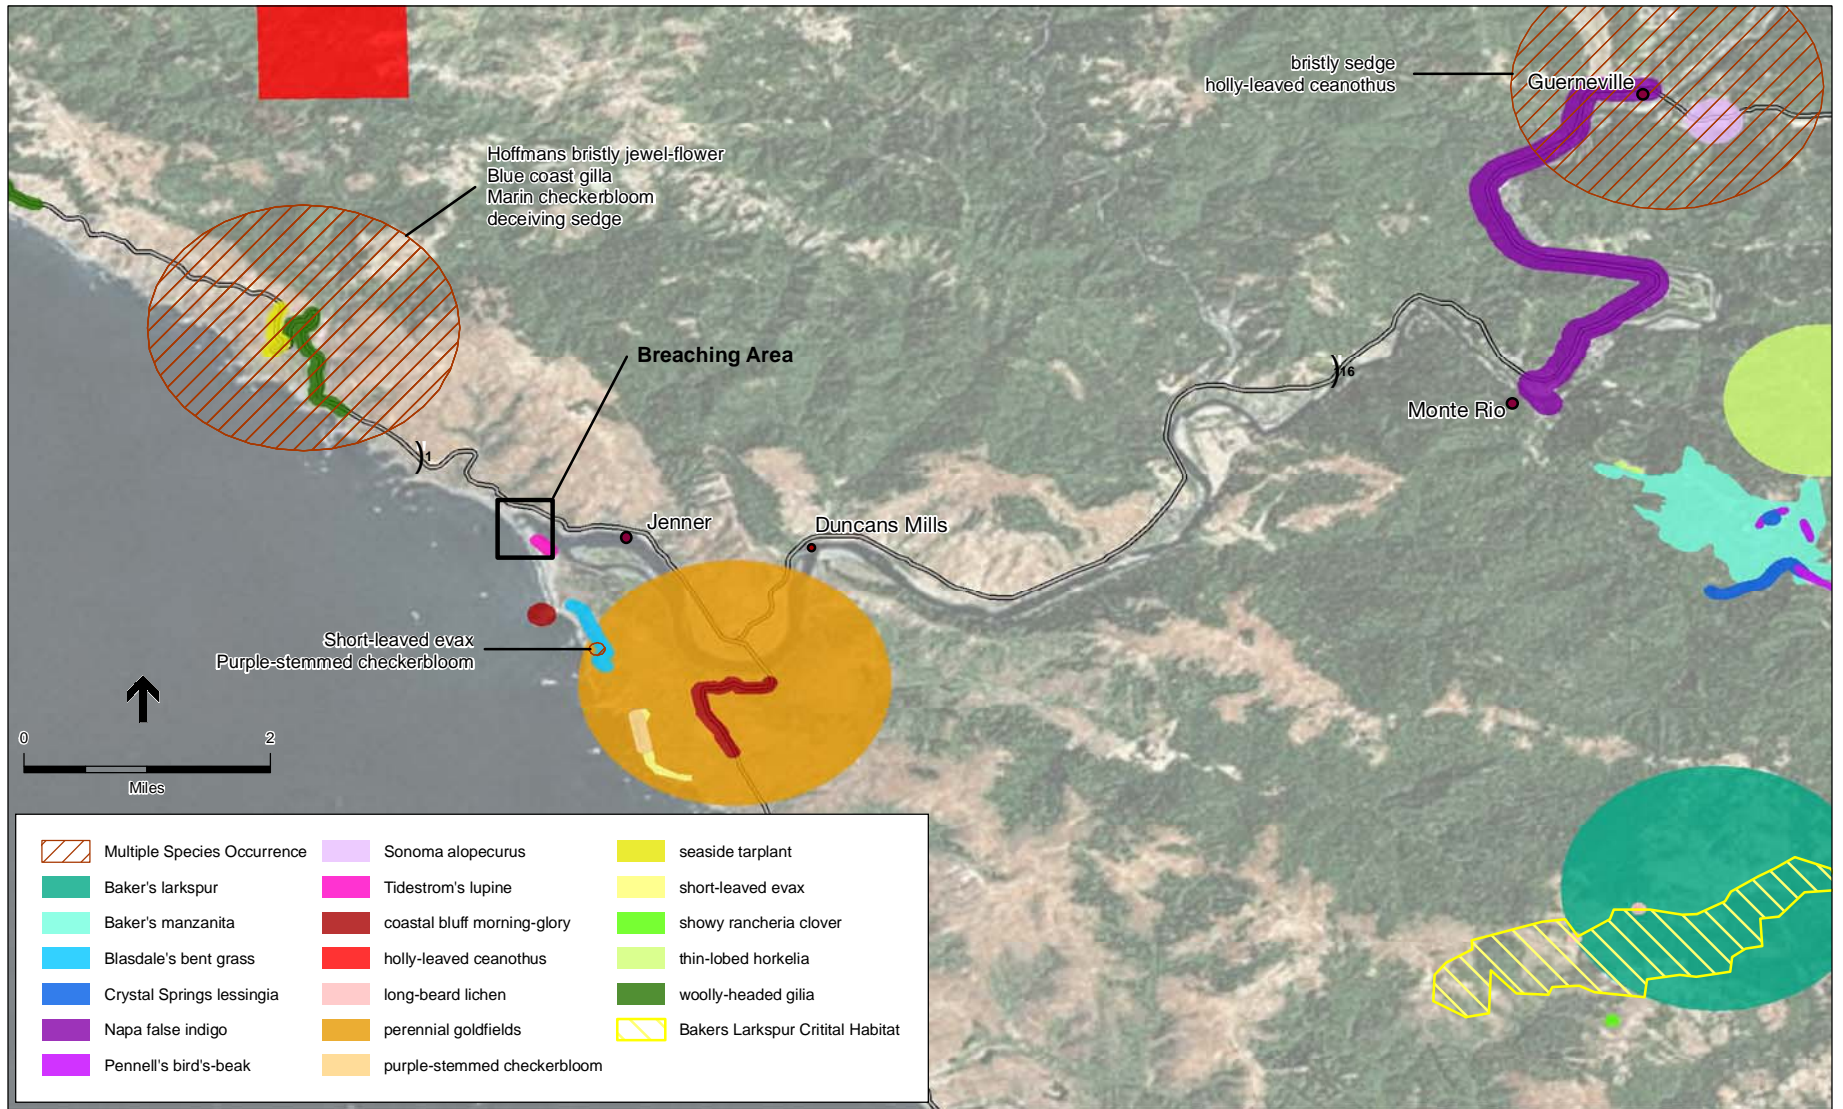 bristly sedge
holly-leaved ceanothus
Guerneville
Hoffmans bristly jewel-flower
Blue coast gilla
Marin checkerbloom
deceiving sedge
Breaching Area
116
Monte Rio
1
Jenner
Duncans Mills
Short-leaved evax
Purple-stemmed checkerbloom
0 2
Miles
Multiple Species Occurrence
Baker's larkspur
Baker's manzanita
Blasdale's bent grass
Crystal Springs lessingia
Napa false indigo
Pennell's bird's-beak
Sonoma alopecurus
Tidestrom's lupine
coastal bluff morning-glory
holly-leaved ceanothus
long-beard lichen
perennial goldfields
purple-stemmed checkerbloom
seaside tarplant
short-leaved evax
showy rancheria clover
thin-lobed horkelia
woolly-headed gilia
Bakers Larkspur Critital Habitat